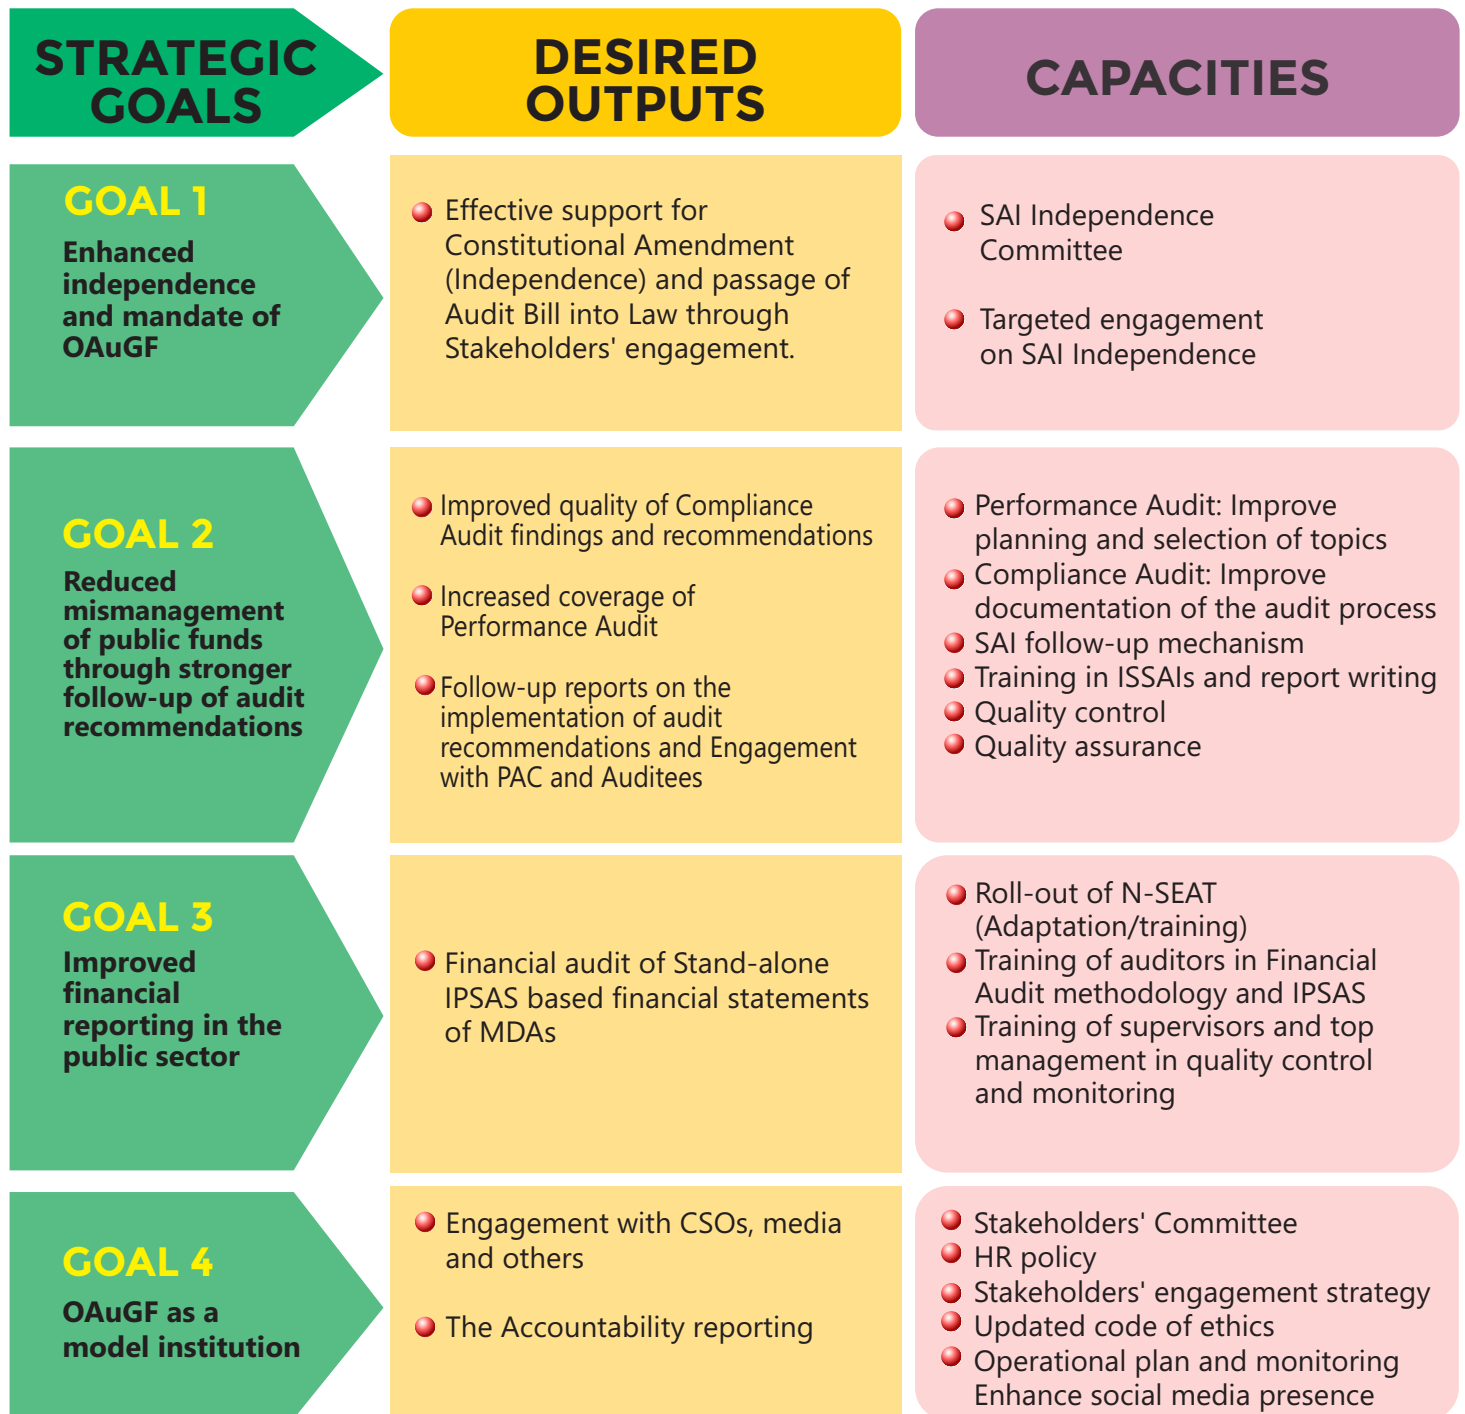 STRATEGIC
GOALS
DESIRED
OUTPUTS
CAPACITIES
GOAL 1
Enhanced
independence
and mandate of
OAuGF
Effective support for
Constitutional Amendment
(Independence) and passage of
Audit Bill into Law through
Stakeholders' engagement.
SAI Independence
Committee
Targeted engagement
on SAI Independence
GOAL 2
Reduced
mismanagement
of public funds
through stronger
follow-up of audit
recommendations
Improved quality of Compliance
Audit findings and recommendations
Increased coverage of
Performance Audit
Follow-up reports on the
implementation of audit
recommendations and Engagement
with PAC and Auditees
Performance Audit: Improve
planning and selection of topics
Compliance Audit: Improve
documentation of the audit process
SAI follow-up mechanism
Training in ISSAIs and report writing
Quality control
Quality assurance
GOAL 3
Improved
financial
reporting in the
public sector
Financial audit of Stand-alone
IPSAS based financial statements
of MDAs
Roll-out of N-SEAT
(Adaptation/training)
Training of auditors in Financial
Audit methodology and IPSAS
Training of supervisors and top
management in quality control
and monitoring
GOAL 4
OAuGF as a
model institution
Engagement with CSOs, media
and others
The Accountability reporting
Stakeholders' Committee
HR policy
Stakeholders' engagement strategy
Updated code of ethics
Operational plan and monitoring
Enhance social media presence